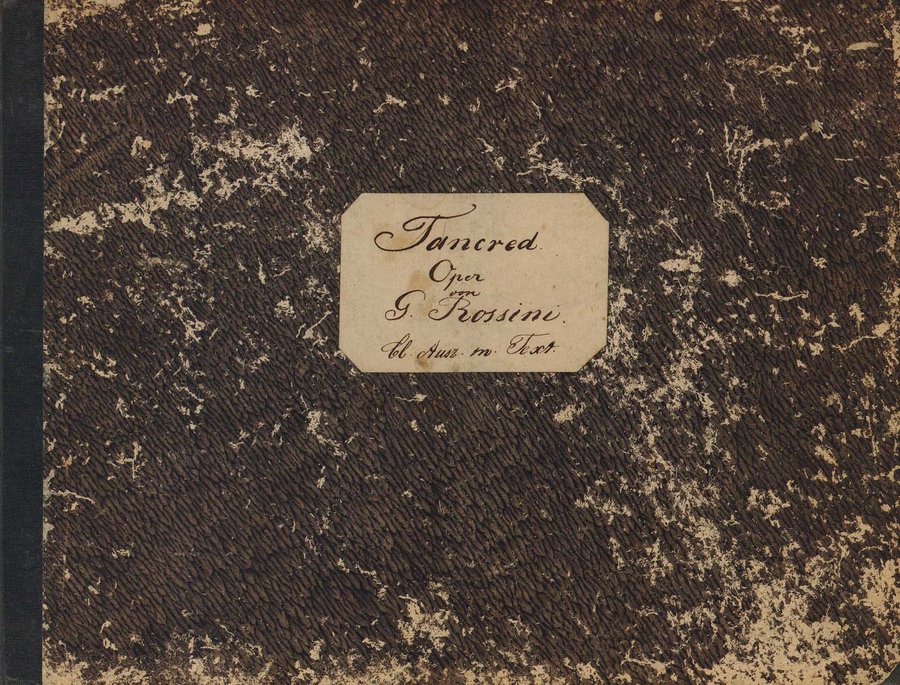 Tancred.
Oper
von
G. Rossini.
Cl. Ausz. m. Text.